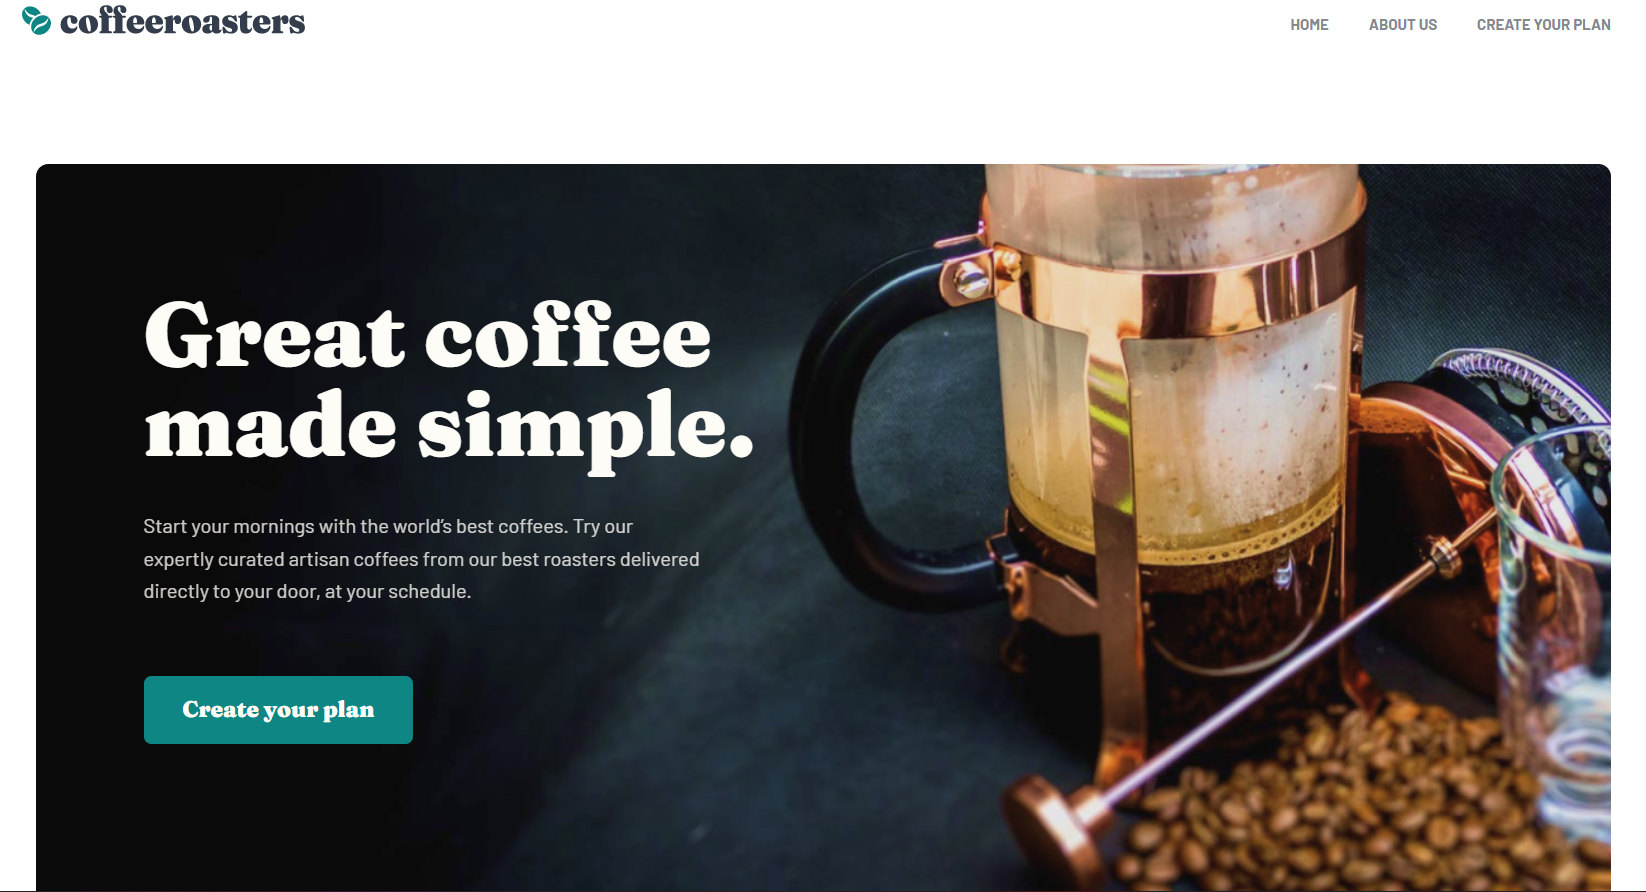 coffeeroasters
HOME ABOUT US CREATE YOUR PLAN
Great coffee
made simple.
Start your mornings with the world’s best coffees. Try our
expertly curated artisan coffees from our best roasters delivered
directly to your door, at your schedule.
Create your plan